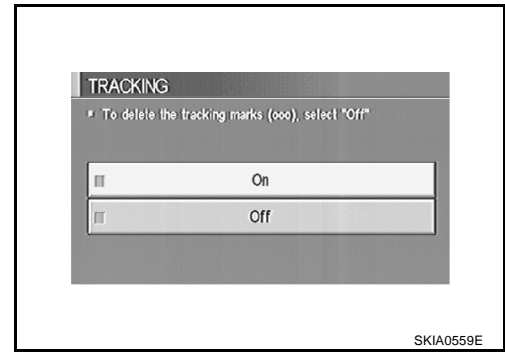 TRACKING
To delete the tracking marks (ooo), select "Off"
On
Off
SKIA0559E